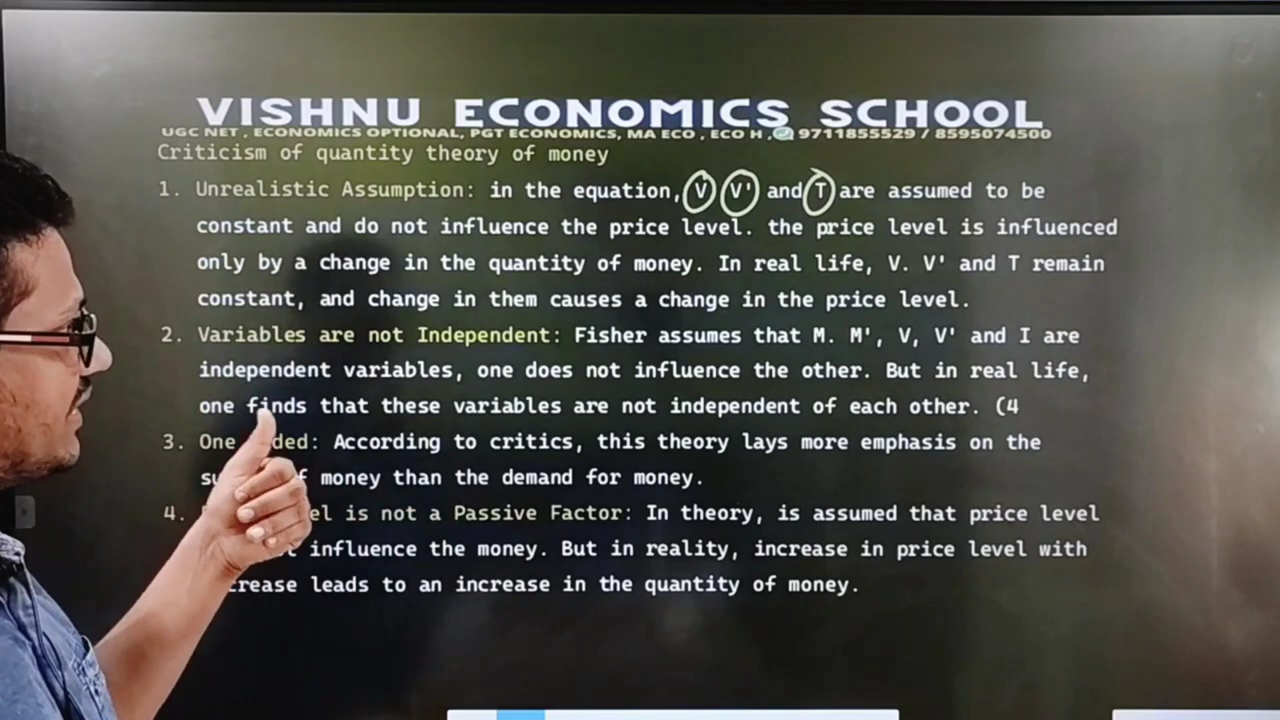 VISHNU ECONOMICS SCHOOL
UGC NET , ECONOMICS OPTIONAL, PGT ECONOMICS, MA ECO , ECO H , 9711855529 / 8595074500
Criticism of quantity theory of money
1. Unrealistic Assumption: in the equation, V V' and T are assumed to be
constant and do not influence the price level. the price level is influenced
only by a change in the quantity of money. In real life, V. V' and T remain
constant, and change in them causes a change in the price level.
2. Variables are not Independent: Fisher assumes that M. M', V, V' and I are
independent variables, one does not influence the other. But in real life,
one finds that these variables are not independent of each other. (4
3. One ded: According to critics, this theory lays more emphasis on the
money than the demand for money.
4. is not a Passive Factor: In theory, is assumed that price level
influence the money. But in reality, increase in price level with
crease leads to an increase in the quantity of money.